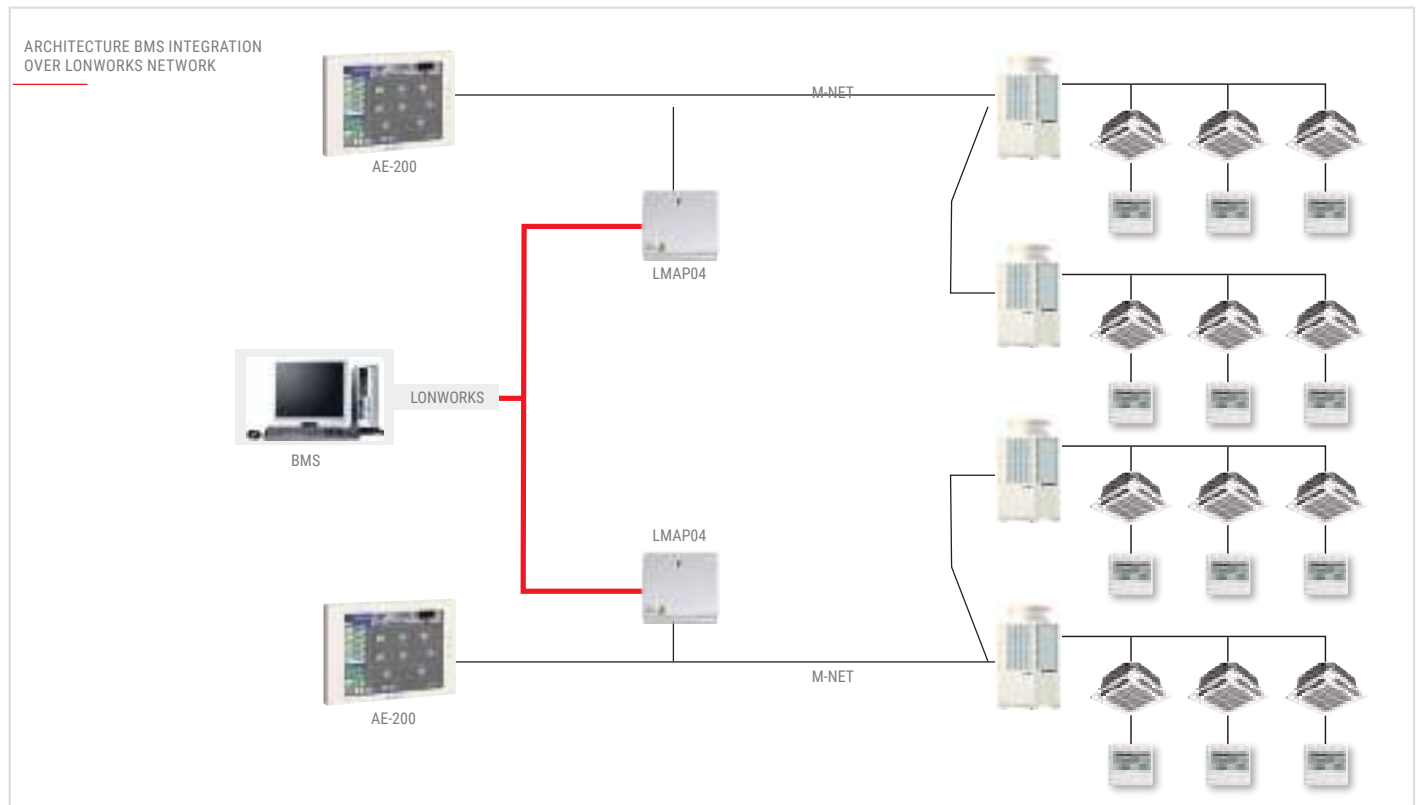 ARCHITECTURE BMS INTEGRATION
OVER LONWORKS NETWORK
M-NET
AE-200
LMAP04
LONWORKS
BMS
LMAP04
M-NET
AE-200